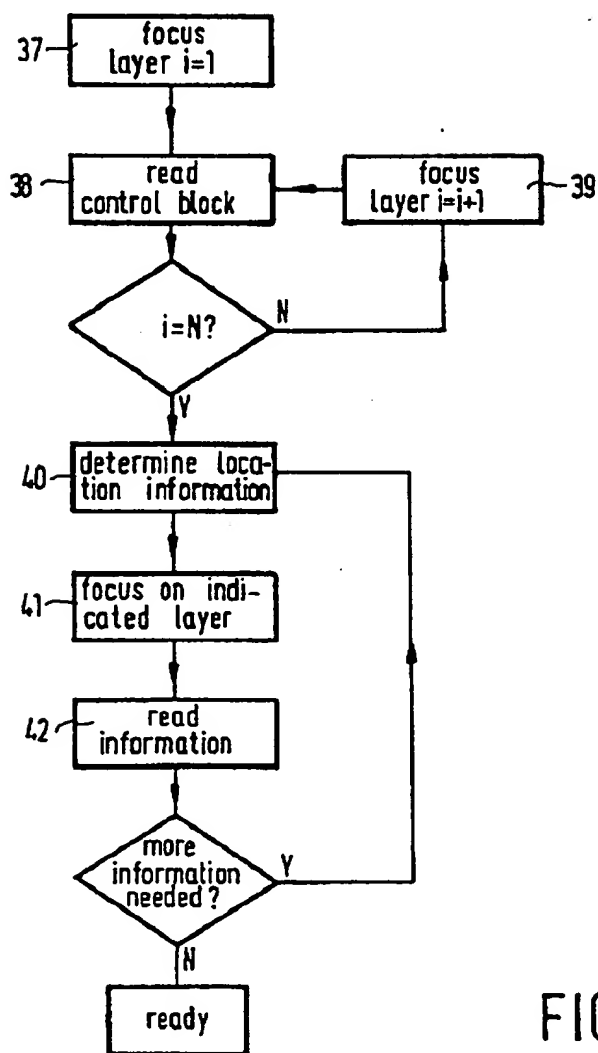 37
focus
layer i=1
38
read
control block
focus
layer i=i+1
39
i=N?
N
Y
40
determine loca-
tion information
41
focus on indi-
cated layer
42
read
information
more
information
needed?
Y
N
ready
FIG